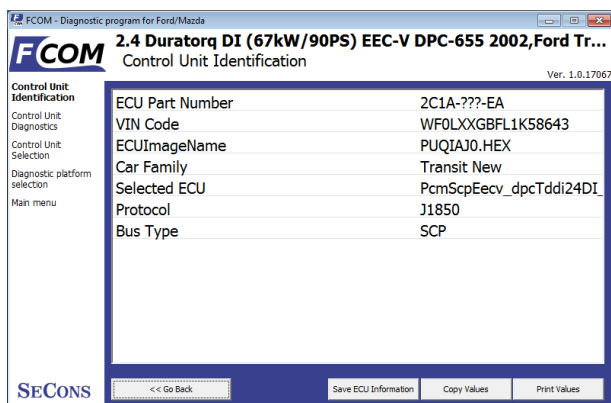 FCOM - Diagnostic program for Ford/Mazda
FCOM
2.4 Duratorq DI (67kW/90PS) EEC-V DPC-655 2002,Ford Tr...
Control Unit Identification
Ver. 1.0.17067
Control Unit
Identification
Control Unit
Diagnostics
Control Unit
Selection
Diagnostic platform
selection
Main menu
ECU Part Number 2C1A-???-EA
VIN Code WF0LXXGBFL1K58643
ECUImageName PUQIAJ0.HEX
Car Family Transit New
Selected ECU PcmScpEecv_dpcTddi24DI_
Protocol J1850
Bus Type SCP
SECONS
<< Go Back
Save ECU Information
Copy Values
Print Values